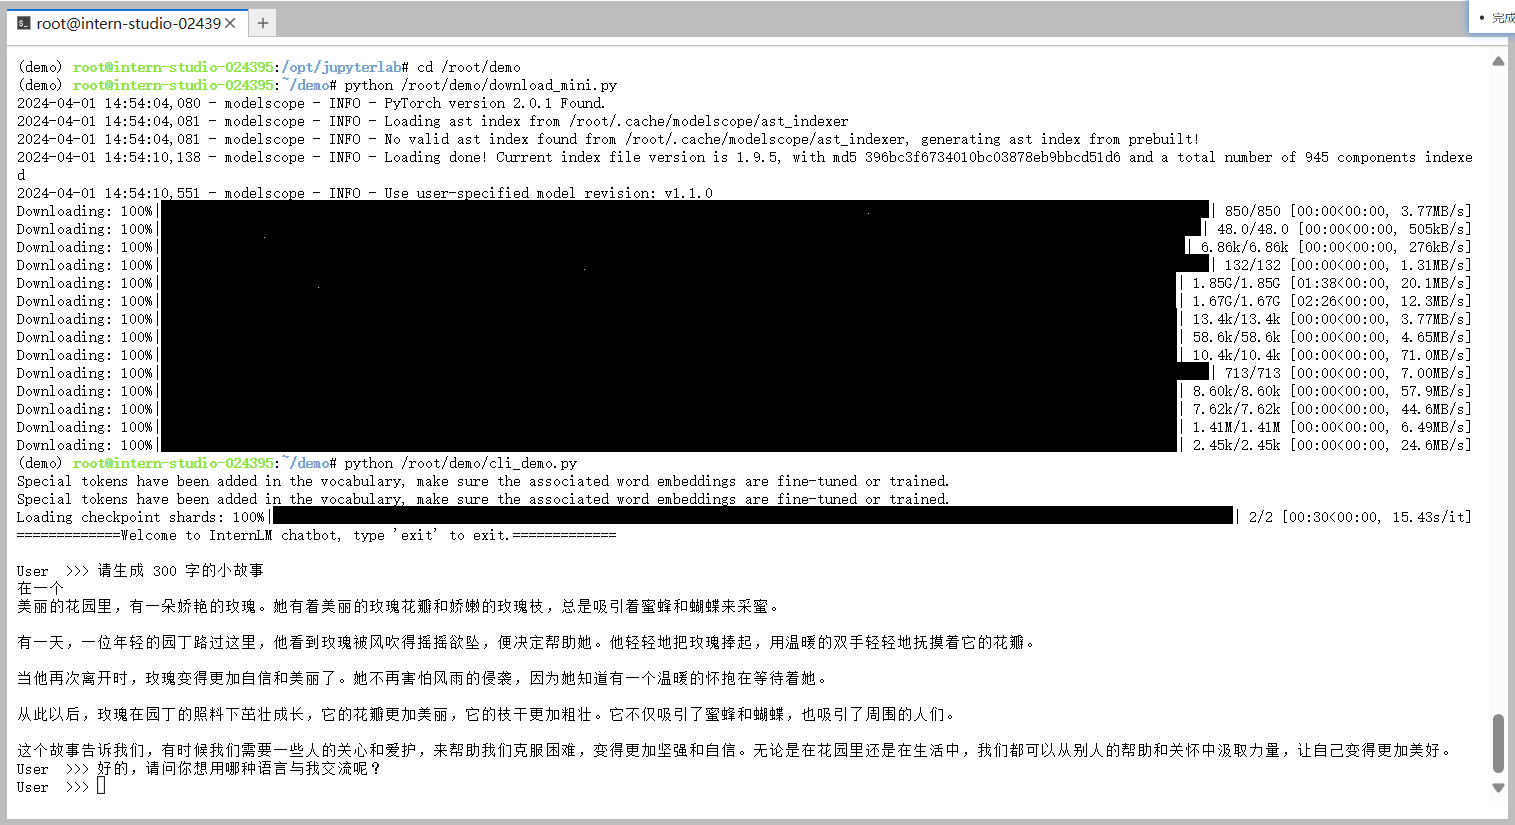 root@intern-studio-02439
完成
(demo) root@intern-studio-024395:/opt/jupyterlab# cd /root/demo
(demo) root@intern-studio-024395:~/demo# python /root/demo/download_mini.py
2024-04-01 14:54:04,080 - modelscope - INFO - PyTorch version 2.0.1 Found.
2024-04-01 14:54:04,081 - modelscope - INFO - Loading ast index from /root/.cache/modelscope/ast_indexer
2024-04-01 14:54:04,081 - modelscope - INFO - No valid ast index found from /root/.cache/modelscope/ast_indexer, generating ast index from prebuilt!
2024-04-01 14:54:10,138 - modelscope - INFO - Loading done! Current index file version is 1.9.5, with md5 396bc3f6734010bc03878eb9bbcd51d6 and a total number of 945 components indexe
d
2024-04-01 14:54:10,551 - modelscope - INFO - Use user-specified model revision: v1.1.0
Downloading: 100%| | 850/850 [00:00<00:00, 3.77MB/s]
Downloading: 100%| | 48.0/48.0 [00:00<00:00, 505kB/s]
Downloading: 100%| | 6.86k/6.86k [00:00<00:00, 276kB/s]
Downloading: 100%| | 132/132 [00:00<00:00, 1.31MB/s]
Downloading: 100%| | 1.85G/1.85G [01:38<00:00, 20.1MB/s]
Downloading: 100%| | 1.67G/1.67G [02:26<00:00, 12.3MB/s]
Downloading: 100%| | 13.4k/13.4k [00:00<00:00, 3.77MB/s]
Downloading: 100%| | 58.6k/58.6k [00:00<00:00, 4.65MB/s]
Downloading: 100%| | 10.4k/10.4k [00:00<00:00, 71.0MB/s]
Downloading: 100%| | 713/713 [00:00<00:00, 7.00MB/s]
Downloading: 100%| | 8.60k/8.60k [00:00<00:00, 57.9MB/s]
Downloading: 100%| | 7.62k/7.62k [00:00<00:00, 44.6MB/s]
Downloading: 100%| | 1.41M/1.41M [00:00<00:00, 6.49MB/s]
Downloading: 100%| | 2.45k/2.45k [00:00<00:00, 24.6MB/s]
(demo) root@intern-studio-024395:~/demo# python /root/demo/cli_demo.py
Special tokens have been added in the vocabulary, make sure the associated word embeddings are fine-tuned or trained.
Special tokens have been added in the vocabulary, make sure the associated word embeddings are fine-tuned or trained.
Loading checkpoint shards: 100%| | 2/2 [00:30<00:00, 15.43s/it]
=============Welcome to InternLM chatbot, type 'exit' to exit.=============
User  >>> 请生成 300 字的小故事
在一个
美丽的花园里，有一朵娇艳的玫瑰。她有着美丽的玫瑰花瓣和娇嫩的玫瑰枝，总是吸引着蜜蜂和蝴蝶来采蜜。
有一天，一位年轻的园丁路过这里，他看到玫瑰被风吹得摇摇欲坠，便决定帮助她。他轻轻地把玫瑰捧起，用温暖的双手轻轻地抚摸着它的花瓣。
当他再次离开时，玫瑰变得更加自信和美丽了。她不再害怕风雨的侵袭，因为她知道有一个温暖的怀抱在等待着她。
从此以后，玫瑰在园丁的照料下茁壮成长，它的花瓣更加美丽，它的枝干更加粗壮。它不仅吸引了蜜蜂和蝴蝶，也吸引了周围的人们。
这个故事告诉我们，有时候我们需要一些人的关心和爱护，来帮助我们克服困难，变得更加坚强和自信。无论是在花园里还是在生活中，我们都可以从别人的帮助和关怀中汲取力量，让自己变得更加美好。
User  >>> 好的，请问你想用哪种语言与我交流呢？
User  >>>